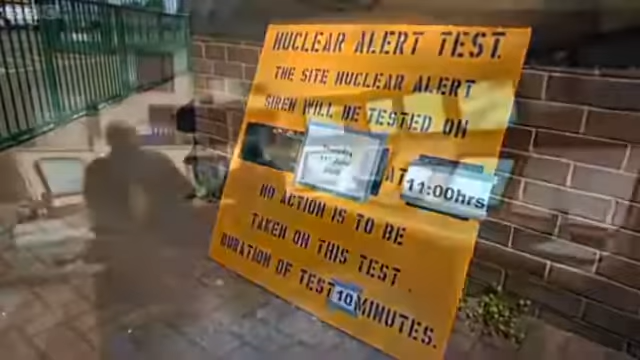 NUCLEAR ALERT TEST.
THE SITE NUCLEAR ALERT
SIREN WILL BE TESTED ON
AT 11:00hrs
NO ACTION IS TO BE
TAKEN ON THIS TEST.
DURATION OF TEST 10 MINUTES.